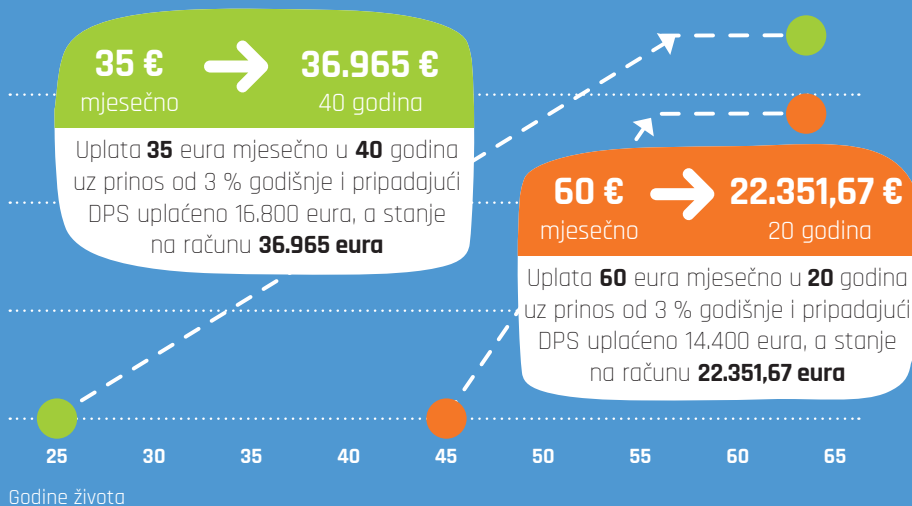 35 € 36.965 €
mjesečno 40 godina
Uplata 35 eura mjesečno u 40 godina
uz prinos od 3 % godišnje i pripadajući
DPS uplaćeno 16.800 eura, a stanje
na računu 36.965 eura
60 € 22.351,67 €
mjesečno 20 godina
Uplata 60 eura mjesečno u 20 godina
uz prinos od 3 % godišnje i pripadajući
DPS uplaćeno 14.400 eura, a stanje
na računu 22.351,67 eura
25 30 35 40 45 50 55 60 65
Godine života